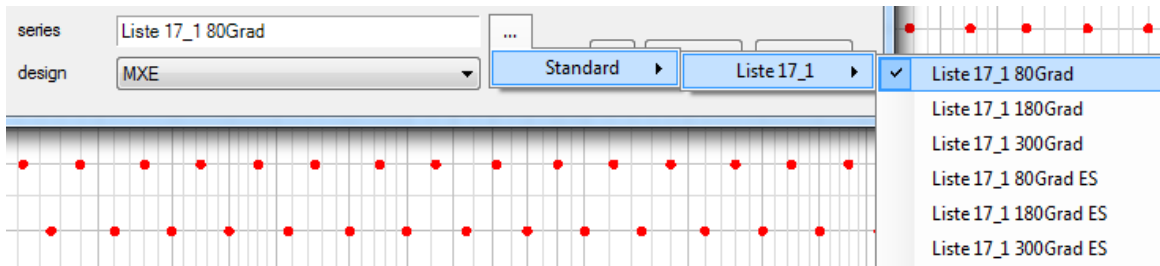 series Liste 17_1 80Grad ...
design MXE Standard Liste 17_1 Liste 17_1 80Grad
Liste 17_1 180Grad
Liste 17_1 300Grad
Liste 17_1 80Grad ES
Liste 17_1 180Grad ES
Liste 17_1 300Grad ES